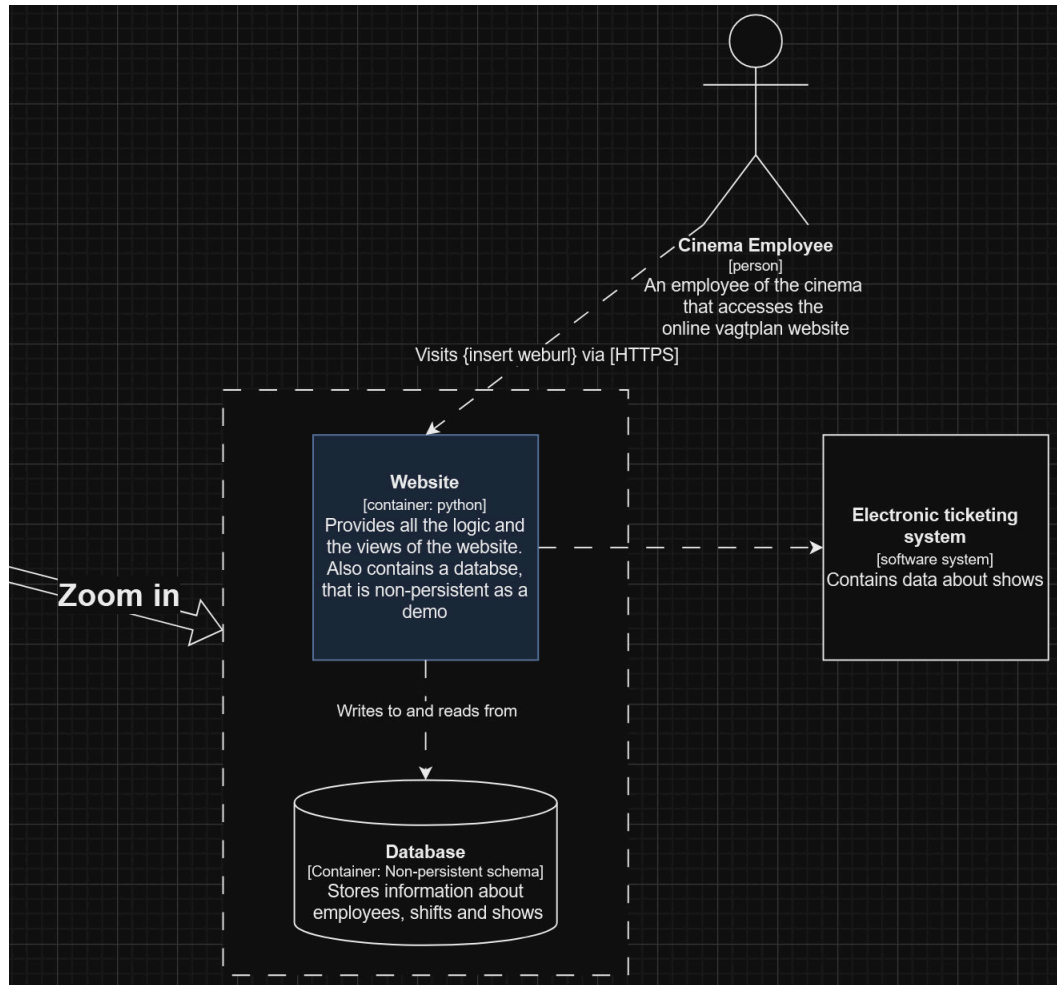 Cinema Employee
[person]
An employee of the cinema
that accesses the
online vagtplan website
Visits {insert weburl} via [HTTPS]
Website
[container: python]
Provides all the logic and
the views of the website.
Also contains a databse,
that is non-persistent as a
demo
Electronic ticketing
system
[software system]
Contains data about shows
Zoom in
Writes to and reads from
Database
[Container: Non-persistent schema]
Stores information about
employees, shifts and shows